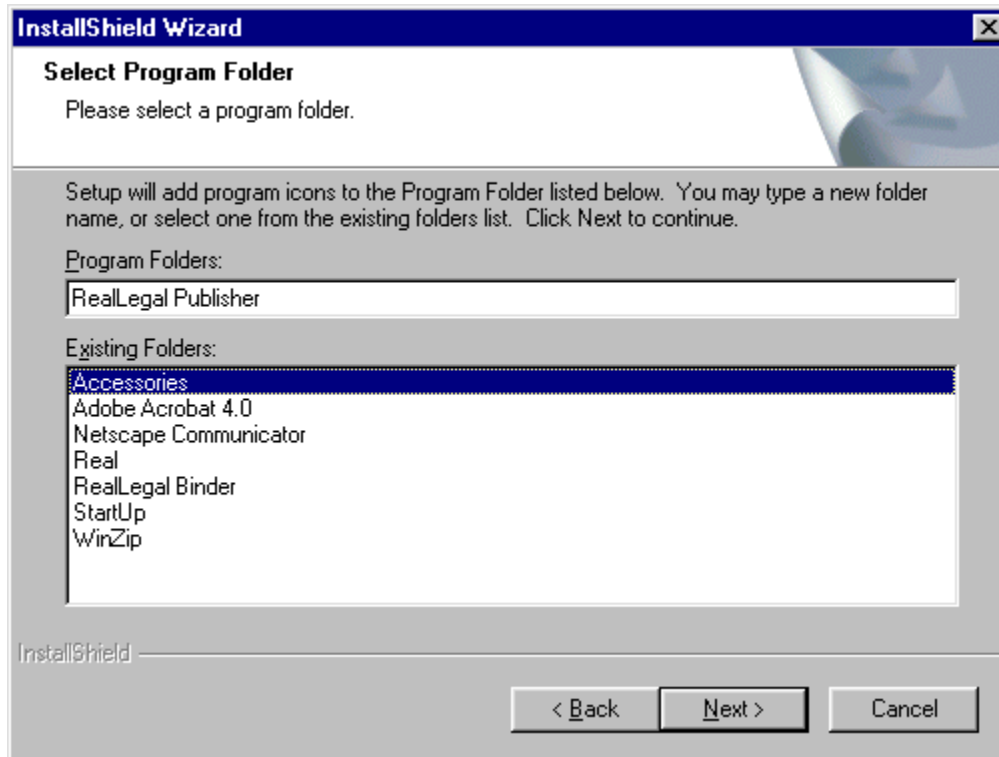 InstallShield Wizard
Select Program Folder
Please select a program folder.
Setup will add program icons to the Program Folder listed below.  You may type a new folder
name, or select one from the existing folders list.  Click Next to continue.
Program Folders:
RealLegal Publisher
Existing Folders:
Accessories
Adobe Acrobat 4.0
Netscape Communicator
Real
RealLegal Binder
StartUp
WinZip
InstallShield
< Back
Next >
Cancel